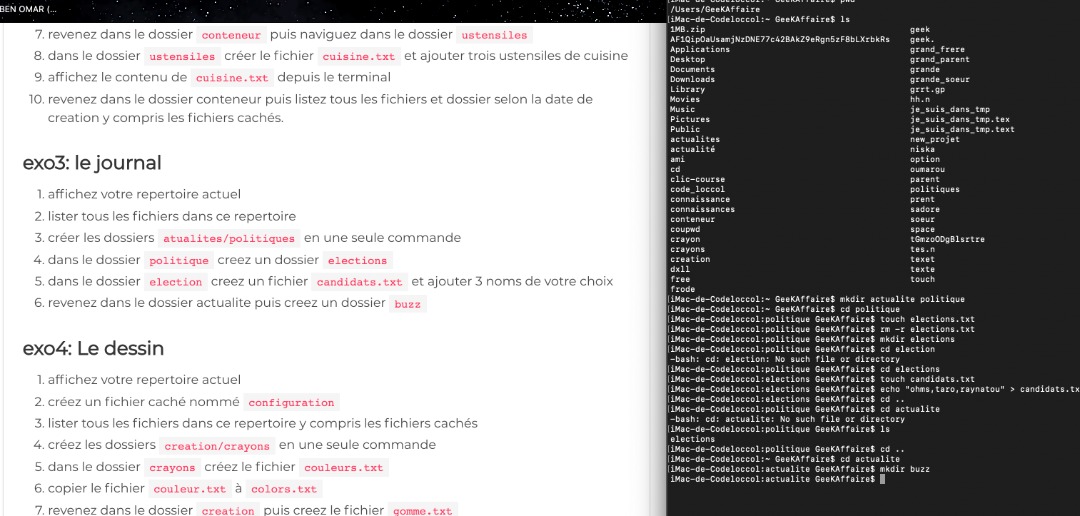 BEN OMAR (...
7. revenez dans le dossier conteneur puis naviguez dans le dossier ustensiles
8. dans le dossier ustensiles créer le fichier cuisine.txt et ajouter trois ustensiles de cuisine
9. affichez le contenu de cuisine.txt depuis le terminal
10. revenez dans le dossier conteneur puis listez tous les fichiers et dossier selon la date de
creation y compris les fichiers cachés.
exo3: le journal
1. affichez votre repertoire actuel
2. lister tous les fichiers dans ce repertoire
3. créer les dossiers atualites/politiques en une seule commande
4. dans le dossier politique creez un dossier elections
5. dans le dossier election creez un fichier candidats.txt et ajouter 3 noms de votre choix
6. revenez dans le dossier actualite puis creez un dossier buzz
exo4: Le dessin
1. affichez votre repertoire actuel
2. créez un fichier caché nommé configuration
3. lister tous les fichiers dans ce repertoire y compris les fichiers cachés
4. créez les dossiers creation/crayons en une seule commande
5. dans le dossier crayons créez le fichier couleurs.txt
6. copier le fichier couleur.txt à colors.txt
7. revenez dans le dossier creation puis creez le fichier gomme.txt
[iMac-de-Codeloccol:~ GeeKAffaire$ pwd
/Users/GeeKAffaire
[iMac-de-Codeloccol:~ GeeKAffaire$ ls
1MB.zip geek
AF1QipOaUsamjNzDNE77c42BAkZ9eRgn5zF8bLXrbkRs geek.
Applications grand_frere
Desktop grand_parent
Documents grande
Downloads grande_soeur
Library grrt.gp
Movies hh.n
Music je_suis_dans_tmp
Pictures je_suis_dans_tmp.tex
Public je_suis_dans_tmp.text
actualites new_projet
actualité niska
ami option
cd oumarou
clic-course parent
code_loccol politiques
connaissance prent
connaissances sadore
conteneur soeur
coupwd space
crayon tGmzoODgBlsrtre
crayons tes.n
creation texet
dxll texte
free touch
frode
[iMac-de-Codeloccol:~ GeeKAffaire$ mkdir actualite politique
[iMac-de-Codeloccol:~ GeeKAffaire$ cd politique
[iMac-de-Codeloccol:politique GeeKAffaire$ touch elections.txt
[iMac-de-Codeloccol:politique GeeKAffaire$ rm -r elections.txt
[iMac-de-Codeloccol:politique GeeKAffaire$ mkdir elections
[iMac-de-Codeloccol:politique GeeKAffaire$ cd election
-bash: cd: election: No such file or directory
[iMac-de-Codeloccol:politique GeeKAffaire$ cd elections
[iMac-de-Codeloccol:elections GeeKAffaire$ touch candidats.txt
[iMac-de-Codeloccol:elections GeeKAffaire$ echo "ohms,taro,raynatou" > candidats.tx
[iMac-de-Codeloccol:elections GeeKAffaire$ cd ..
[iMac-de-Codeloccol:politique GeeKAffaire$ cd actualite
-bash: cd: actualite: No such file or directory
[iMac-de-Codeloccol:politique GeeKAffaire$ ls
elections
[iMac-de-Codeloccol:politique GeeKAffaire$ cd ..
[iMac-de-Codeloccol:~ GeeKAffaire$ cd actualite
[iMac-de-Codeloccol:actualite GeeKAffaire$ mkdir buzz
iMac-de-Codeloccol:actualite GeeKAffaire$